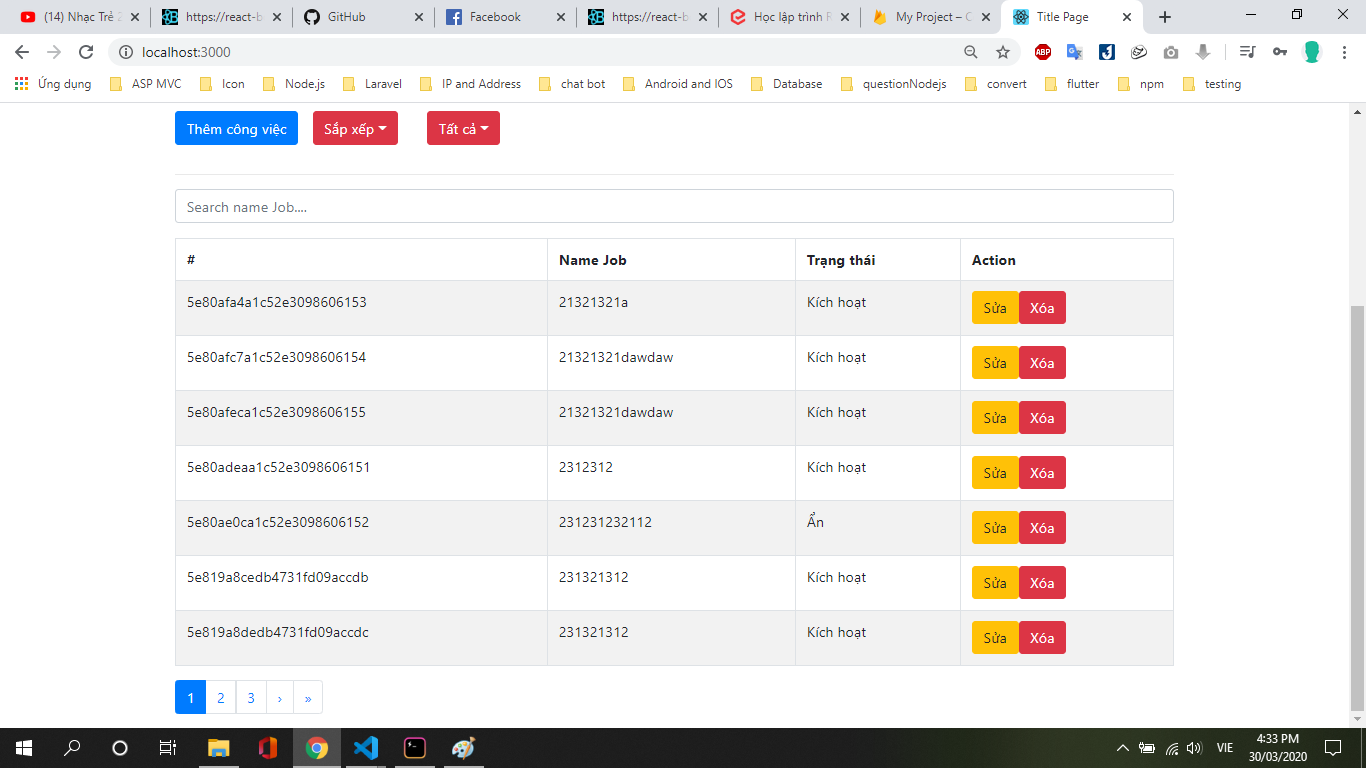 (14) Nhạc Trẻ 2 https://react-b GitHub Facebook https://react-b Học lập trình R My Project – C Title Page
localhost:3000 ABP
Ứng dụng ASP MVC Icon Node.js Laravel IP and Address chat bot Android and IOS Database questionNodejs convert flutter npm testing
Thêm công việc Sắp xếp Tất cả
Search name Job....
# Name Job Trạng thái Action
5e80afa4a1c52e3098606153 21321321a Kích hoạt Sửa Xóa
5e80afc7a1c52e3098606154 21321321dawdaw Kích hoạt Sửa Xóa
5e80afeca1c52e3098606155 21321321dawdaw Kích hoạt Sửa Xóa
5e80adeaa1c52e3098606151 2312312 Kích hoạt Sửa Xóa
5e80ae0ca1c52e3098606152 231231232112 Ẩn Sửa Xóa
5e819a8cedb4731fd09accdb 231321312 Kích hoạt Sửa Xóa
5e819a8dedb4731fd09accdc 231321312 Kích hoạt Sửa Xóa
1 2 3 › »
VIE 4:33 PM
30/03/2020